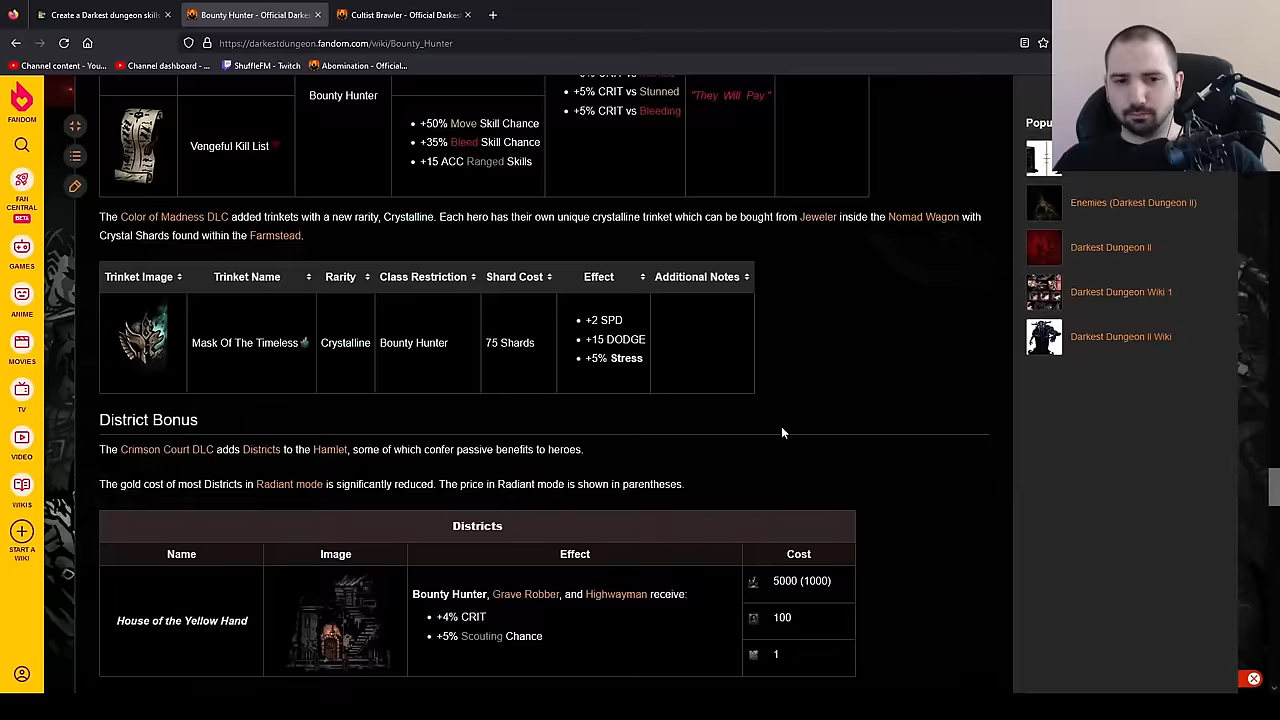 Create a Darkest dungeon skills
Bounty Hunter - Official Darkes
Cultist Brawler - Official Darkest
https://darkestdungeon.fandom.com/wiki/Bounty_Hunter
Channel content - You...
Channel dashboard - ...
ShuffleFM - Twitch
Abomination - Official...
FANDOM
FAN CENTRAL
BETA
GAMES
ANIME
MOVIES
TV
VIDEO
WIKIS
START A WIKI
Bounty Hunter
+5% CRIT vs Stunned
+5% CRIT vs Bleeding
"They Will Pay"
Vengeful Kill List
+50% Move Skill Chance
+35% Bleed Skill Chance
+15 ACC Ranged Skills
The Color of Madness DLC added trinkets with a new rarity, Crystalline. Each hero has their own unique crystalline trinket which can be bought from Jeweler inside the Nomad Wagon with
Crystal Shards found within the Farmstead.
Trinket Image Trinket Name Rarity Class Restriction Shard Cost Effect Additional Notes
Mask Of The Timeless Crystalline Bounty Hunter 75 Shards
+2 SPD
+15 DODGE
+5% Stress
District Bonus
The Crimson Court DLC adds Districts to the Hamlet, some of which confer passive benefits to heroes.
The gold cost of most Districts in Radiant mode is significantly reduced. The price in Radiant mode is shown in parentheses.
Districts
Name Image Effect Cost
House of the Yellow Hand
Bounty Hunter, Grave Robber, and Highwayman receive:
+4% CRIT
+5% Scouting Chance
5000 (1000)
100
1
Popu
Enemies (Darkest Dungeon II)
Darkest Dungeon II
Darkest Dungeon Wiki 1
Darkest Dungeon II Wiki